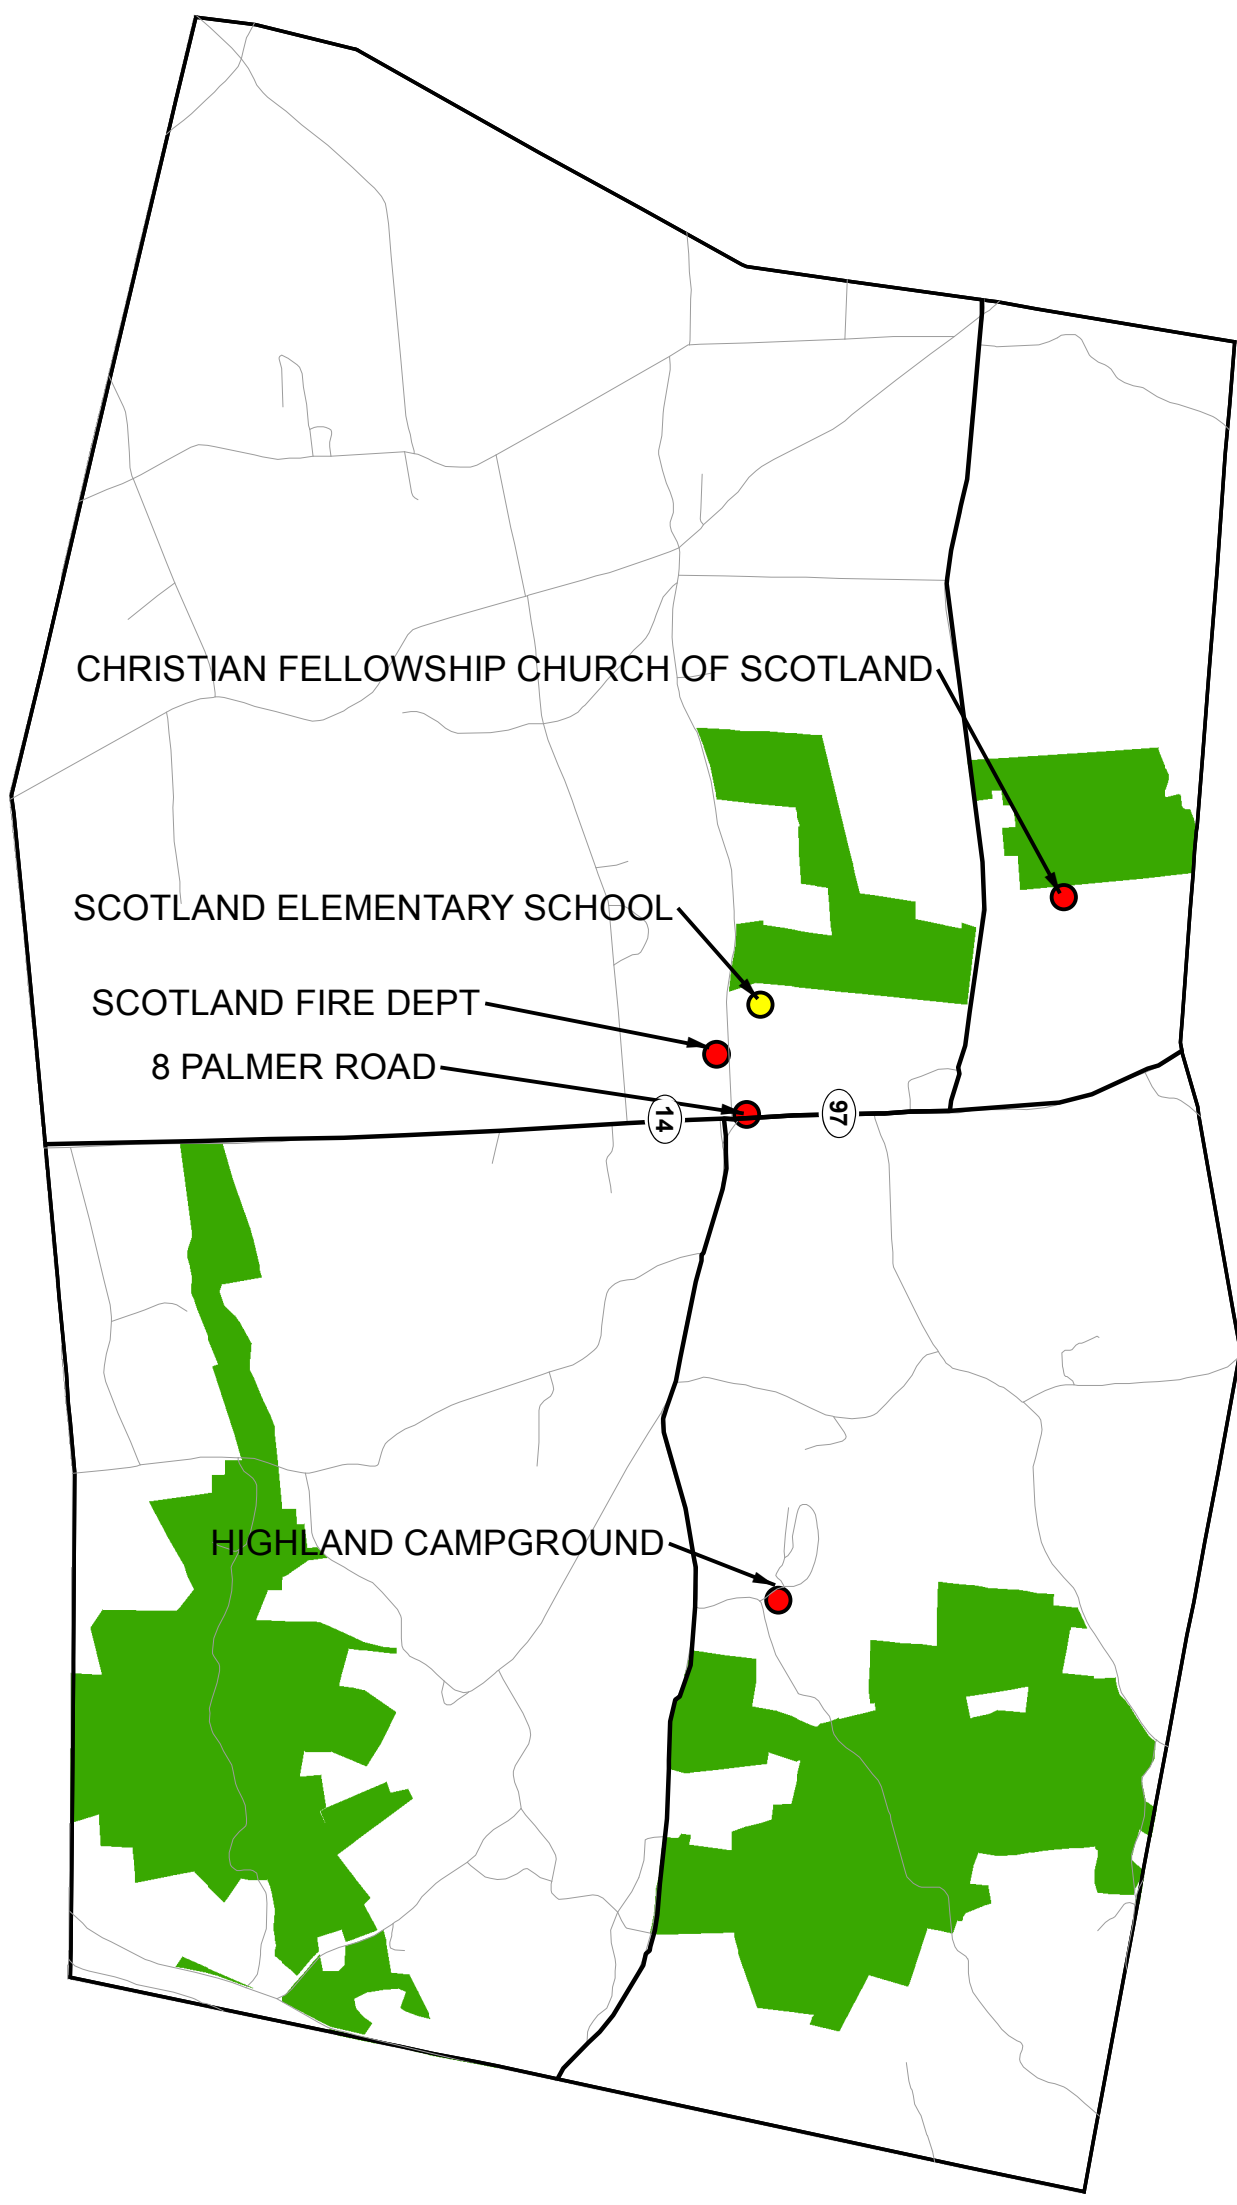 CHRISTIAN FELLOWSHIP CHURCH OF SCOTLAND
SCOTLAND ELEMENTARY SCHOOL
SCOTLAND FIRE DEPT
8 PALMER ROAD
14
97
HIGHLAND CAMPGROUND